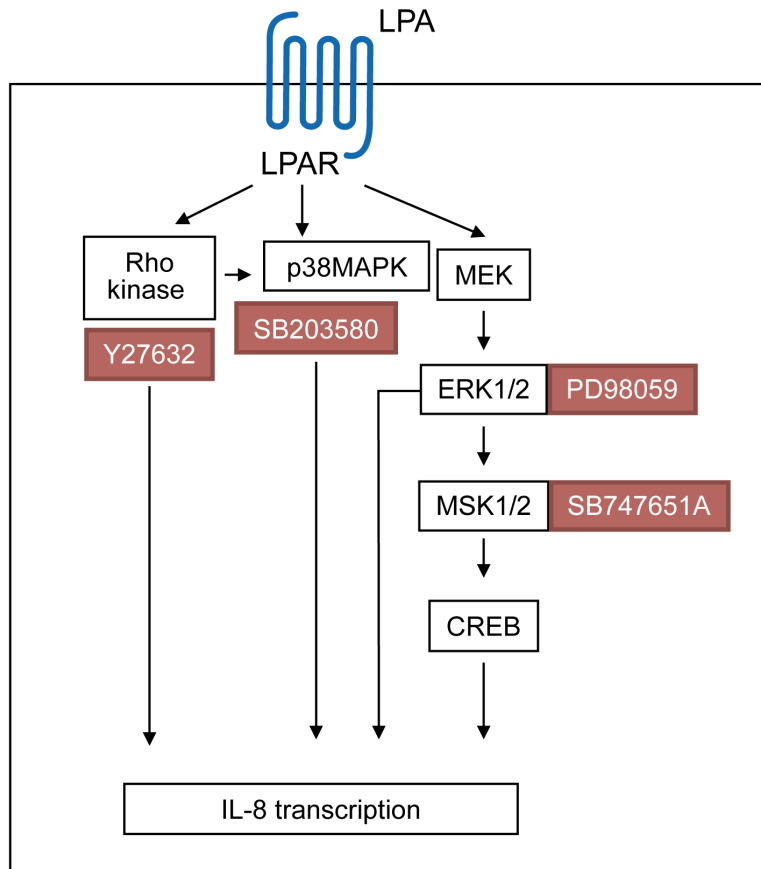 LPA
LPAR
Rho
kinase
p38MAPK
MEK
Y27632
SB203580
ERK1/2
PD98059
MSK1/2
SB747651A
CREB
IL-8 transcription